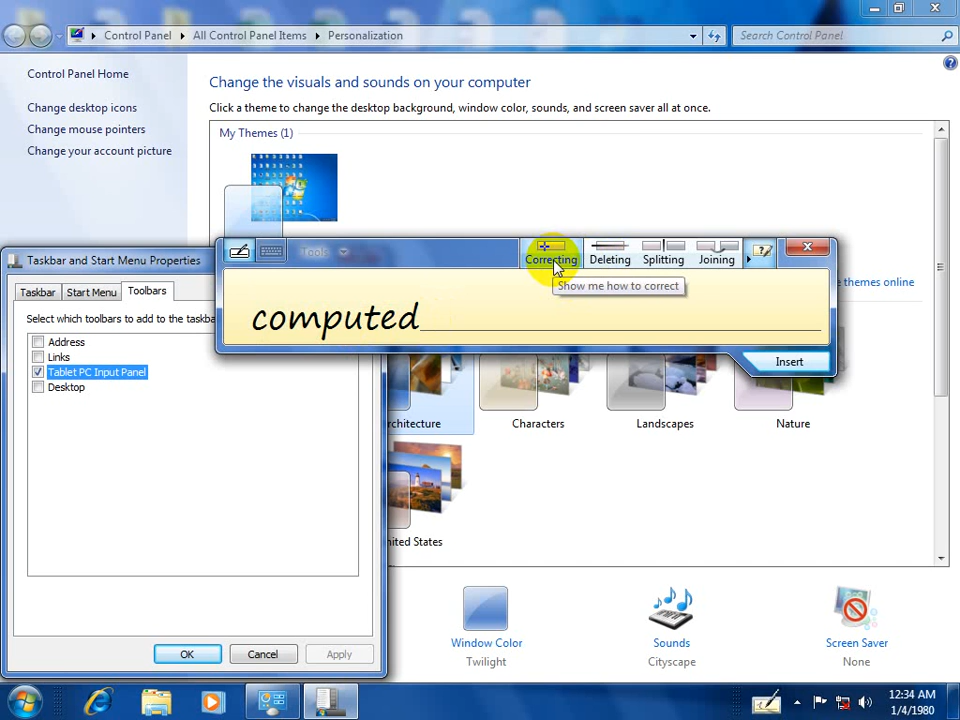 Control Panel
All Control Panel Items
Personalization
Search Control Panel
Control Panel Home
Change desktop icons
Change mouse pointers
Change your account picture
Change the visuals and sounds on your computer
Click a theme to change the desktop background, window color, sounds, and screen saver all at once.
My Themes (1)
Tools
Correcting
Deleting
Splitting
Joining
Show me how to correct
computed
Insert
e themes online
Taskbar and Start Menu Properties
Taskbar
Start Menu
Toolbars
Select which toolbars to add to the taskba
Address
Links
Tablet PC Input Panel
Desktop
OK
Cancel
Apply
rchitecture
Characters
Landscapes
Nature
nited States
Window Color
Twilight
Sounds
Cityscape
Screen Saver
None
12:34 AM
1/4/1980